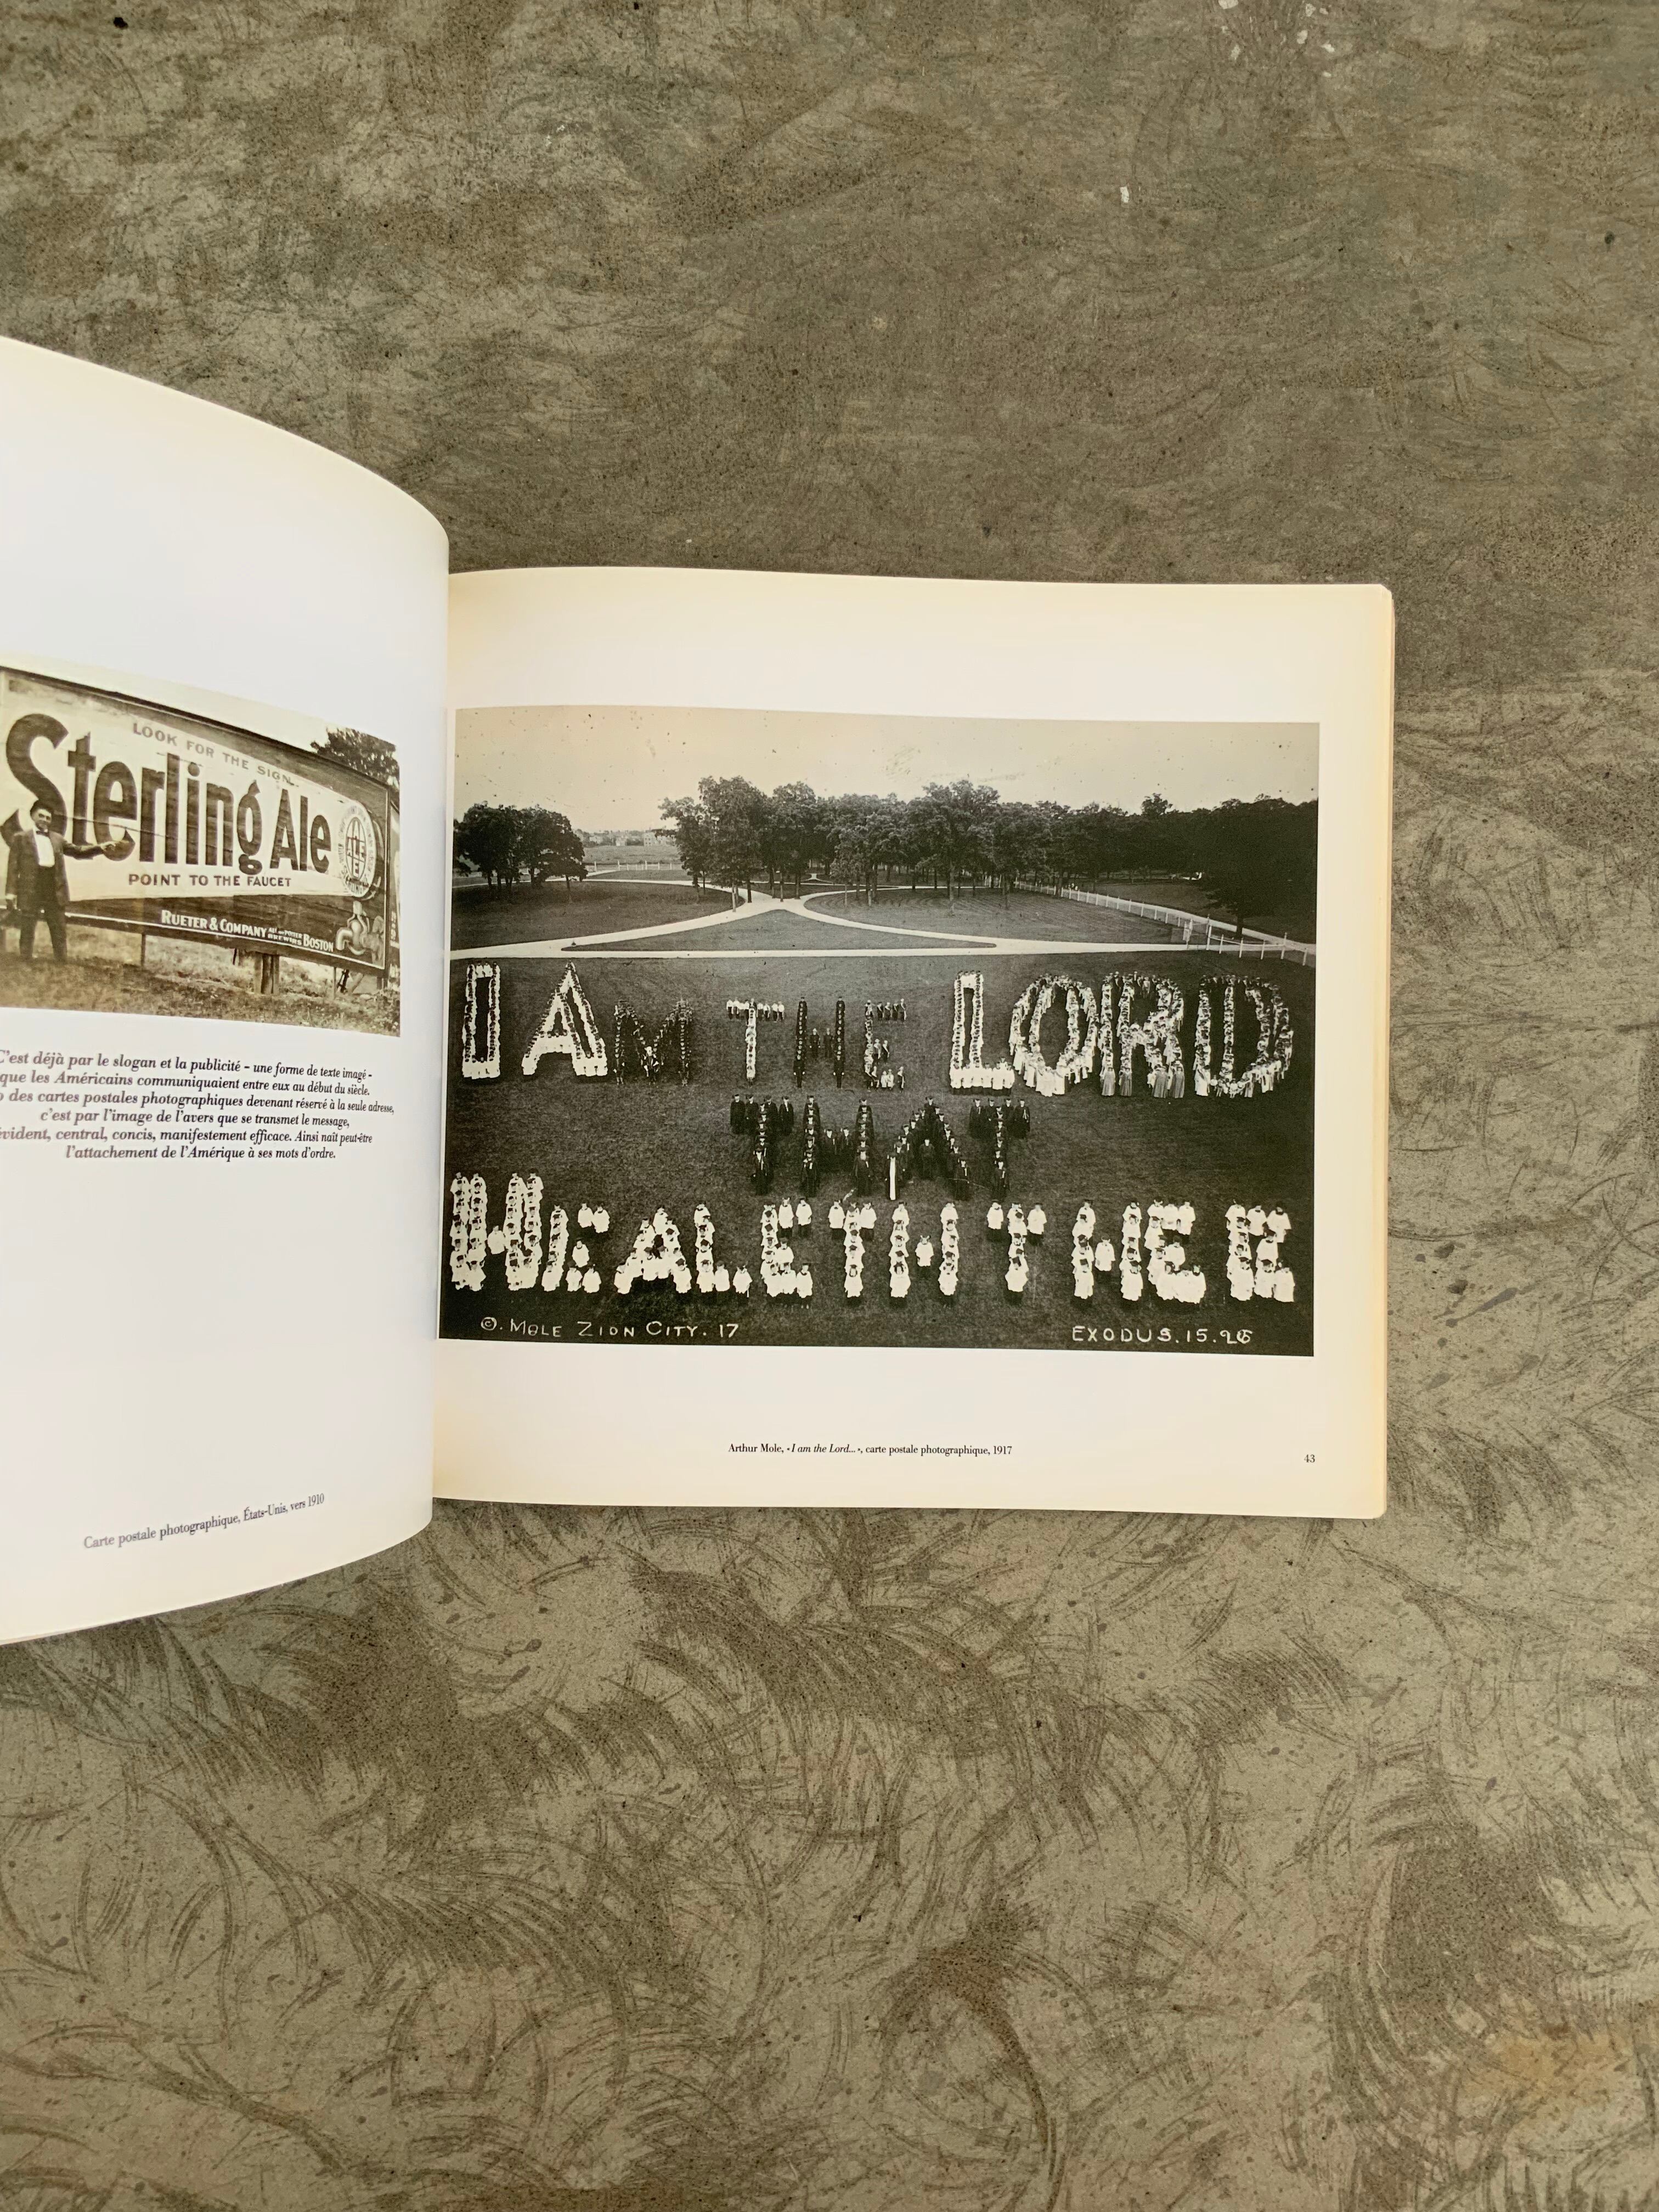 LOOK FOR THE SIGN
Sterling Ale
ALE
POINT TO THE FAUCET
RUETER & COMPANY BOSTON
C'est déjà par le slogan et la publicité – une forme de texte imagé –
que les Américains communiquaient entre eux au début du siècle.
des cartes postales photographiques devenant réservé à la seule adresse,
c'est par l'image de l'avers que se transmet le message,
évident, central, concis, manifestement efficace. Ainsi naît peut-être
l'attachement de l'Amérique à ses mots d'ordre.
Carte postale photographique, États-Unis, vers 1910
I AM THE LORD
THAT
HEALETH THEE
©. MOLE ZION CITY. 17
EXODUS. 15. 26
Arthur Mole, «I am the Lord...», carte postale photographique, 1917
43